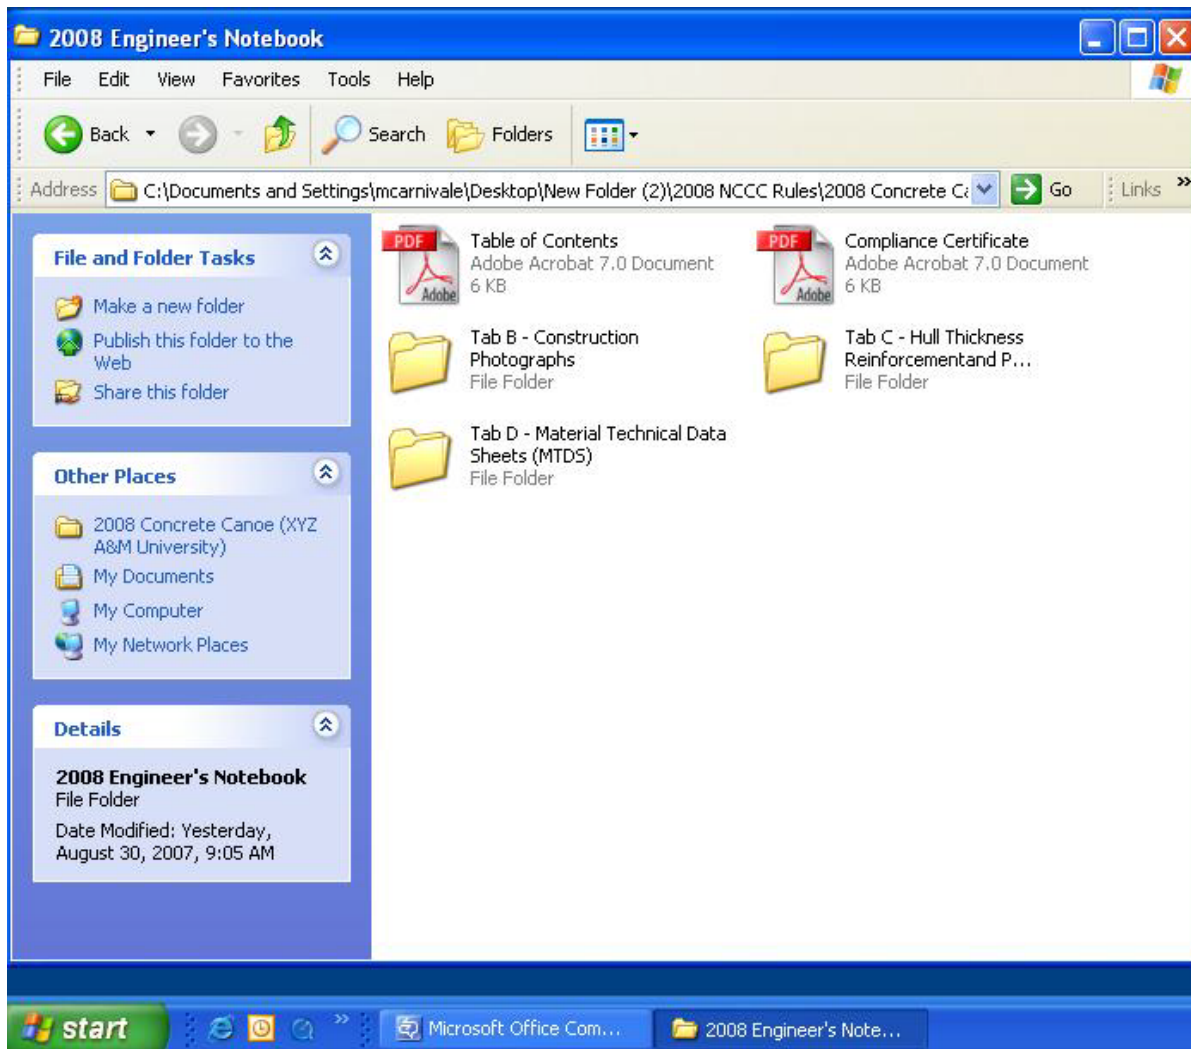 2008 Engineer's Notebook
File Edit View Favorites Tools Help
Back Search Folders
Address C:\Documents and Settings\mcarnivale\Desktop\New Folder (2)\2008 NCCC Rules\2008 Concrete Ca Go Links »
File and Folder Tasks
Make a new folder
Publish this folder to the
Web
Share this folder
Other Places
2008 Concrete Canoe (XYZ
A&M University)
My Documents
My Computer
My Network Places
Details
2008 Engineer's Notebook
File Folder
Date Modified: Yesterday,
August 30, 2007, 9:05 AM
PDF
Adobe
Table of Contents
Adobe Acrobat 7.0 Document
6 KB
PDF
Adobe
Compliance Certificate
Adobe Acrobat 7.0 Document
6 KB
Tab B - Construction
Photographs
File Folder
Tab C - Hull Thickness
Reinforcementand P...
File Folder
Tab D - Material Technical Data
Sheets (MTDS)
File Folder
start » Microsoft Office Com... 2008 Engineer's Note...